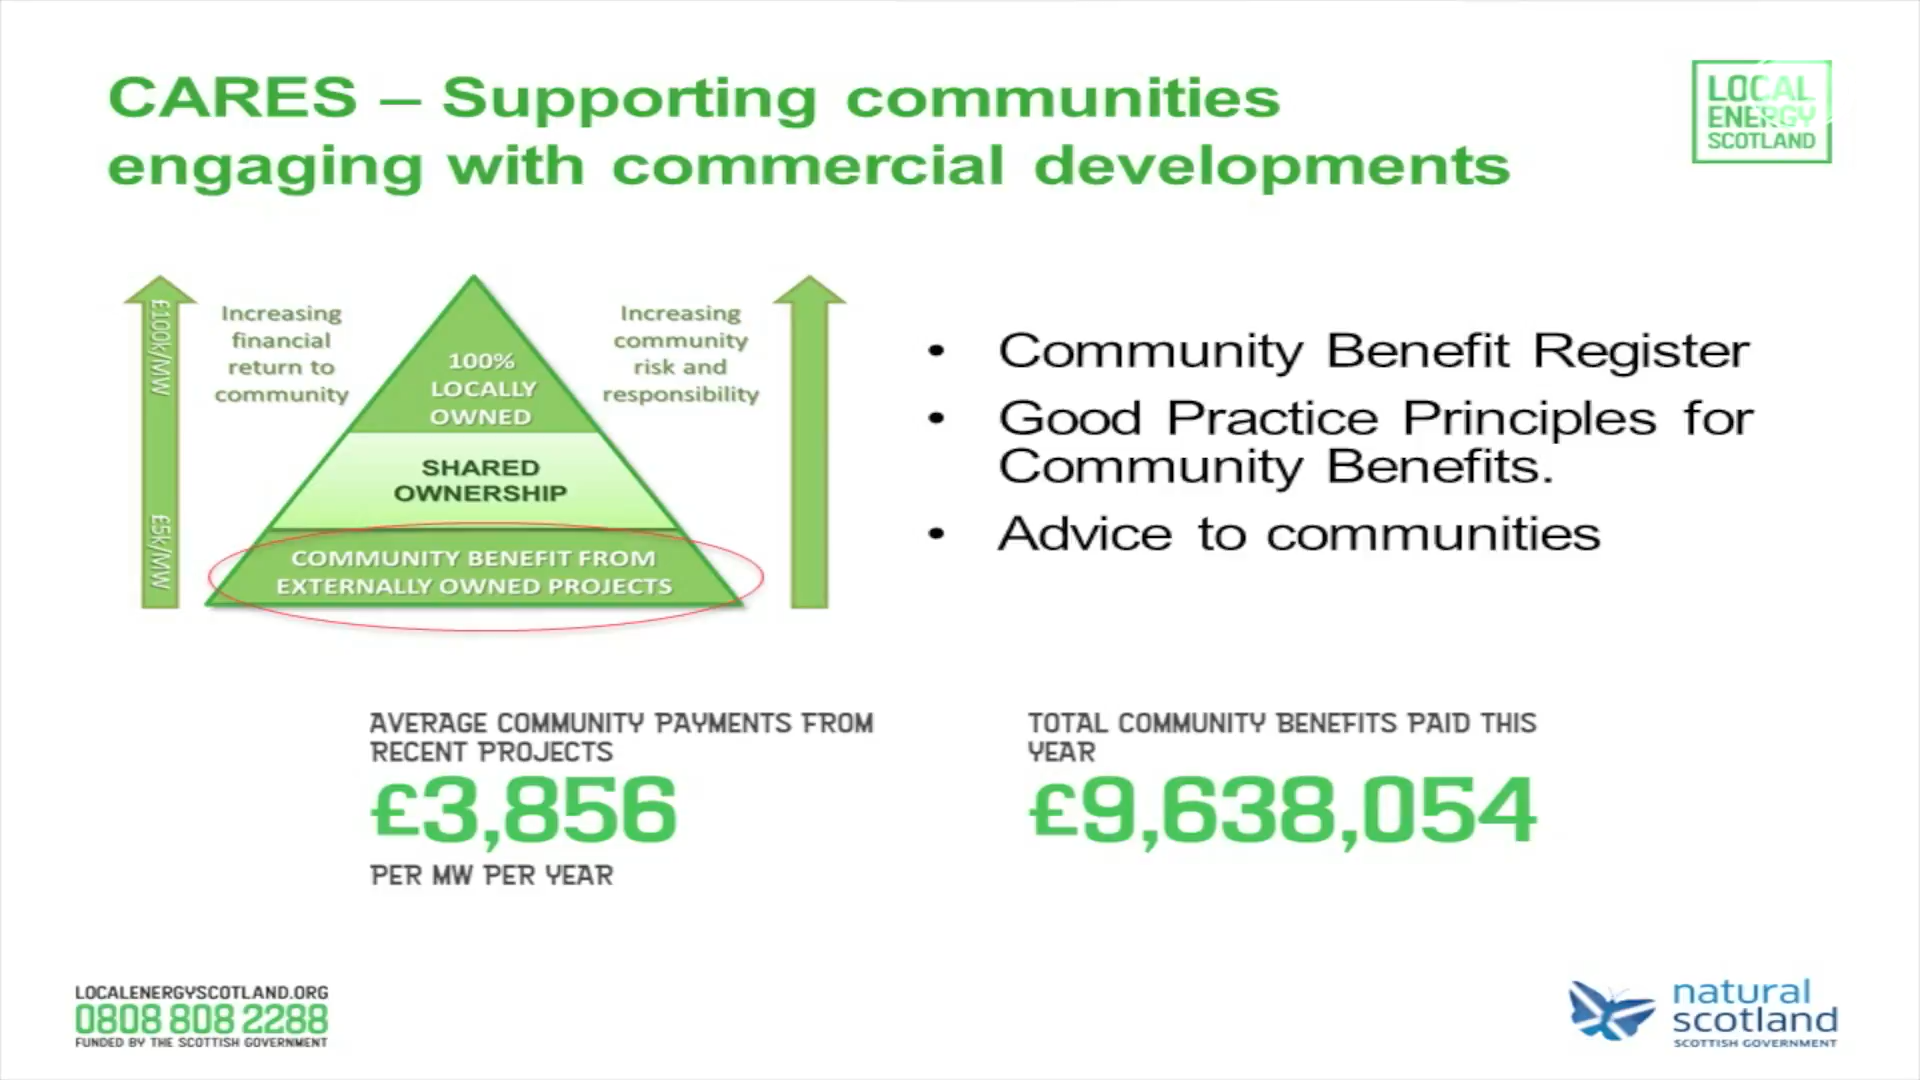 CARES – Supporting communities
engaging with commercial developments
LOCAL
ENERGY
SCOTLAND
£100k/MW
£5k/MW
Increasing
financial
return to
community
100%
LOCALLY
OWNED
SHARED
OWNERSHIP
COMMUNITY BENEFIT FROM
EXTERNALLY OWNED PROJECTS
Increasing
community
risk and
responsibility
• Community Benefit Register
• Good Practice Principles for
Community Benefits.
• Advice to communities
AVERAGE COMMUNITY PAYMENTS FROM
RECENT PROJECTS
£3,856
PER MW PER YEAR
TOTAL COMMUNITY BENEFITS PAID THIS
YEAR
£9,638,054
LOCALENERGYSCOTLAND.ORG
0808 808 2288
FUNDED BY THE SCOTTISH GOVERNMENT
natural
scotland
SCOTTISH GOVERNMENT